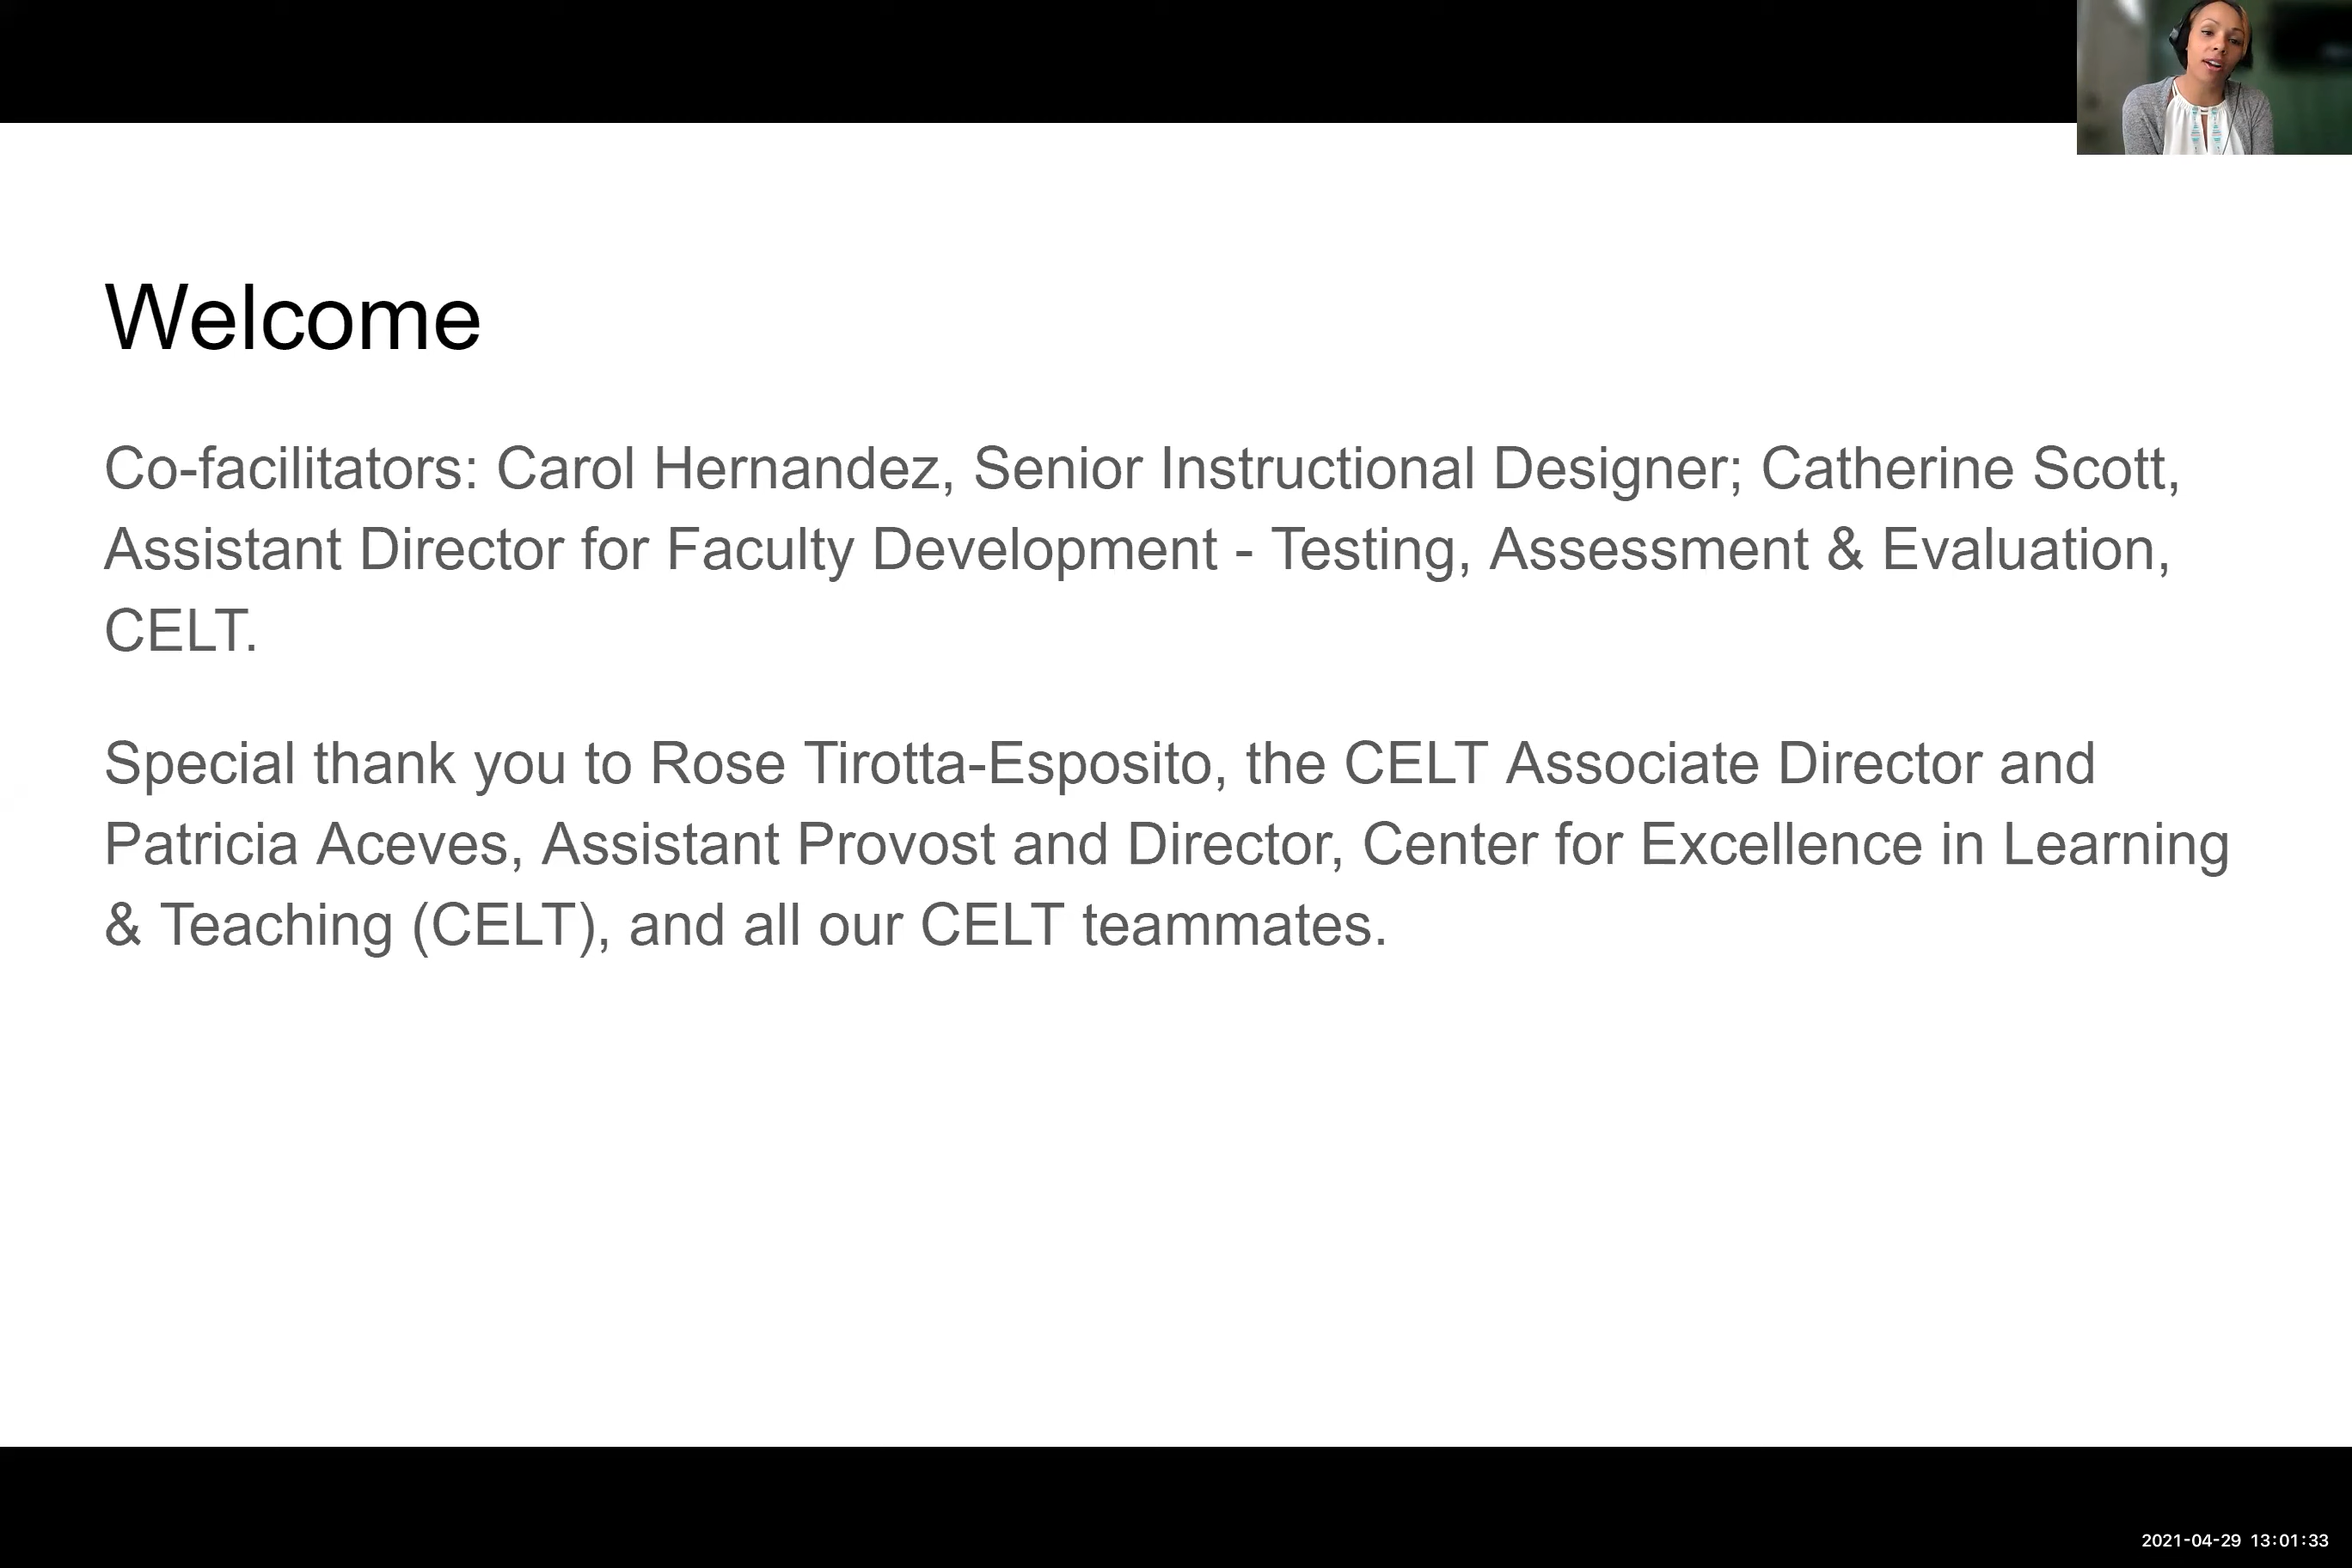 Welcome
Co-facilitators: Carol Hernandez, Senior Instructional Designer; Catherine Scott,
Assistant Director for Faculty Development - Testing, Assessment & Evaluation,
CELT.
Special thank you to Rose Tirotta-Esposito, the CELT Associate Director and
Patricia Aceves, Assistant Provost and Director, Center for Excellence in Learning
& Teaching (CELT), and all our CELT teammates.
2021-04-29 13:01:33